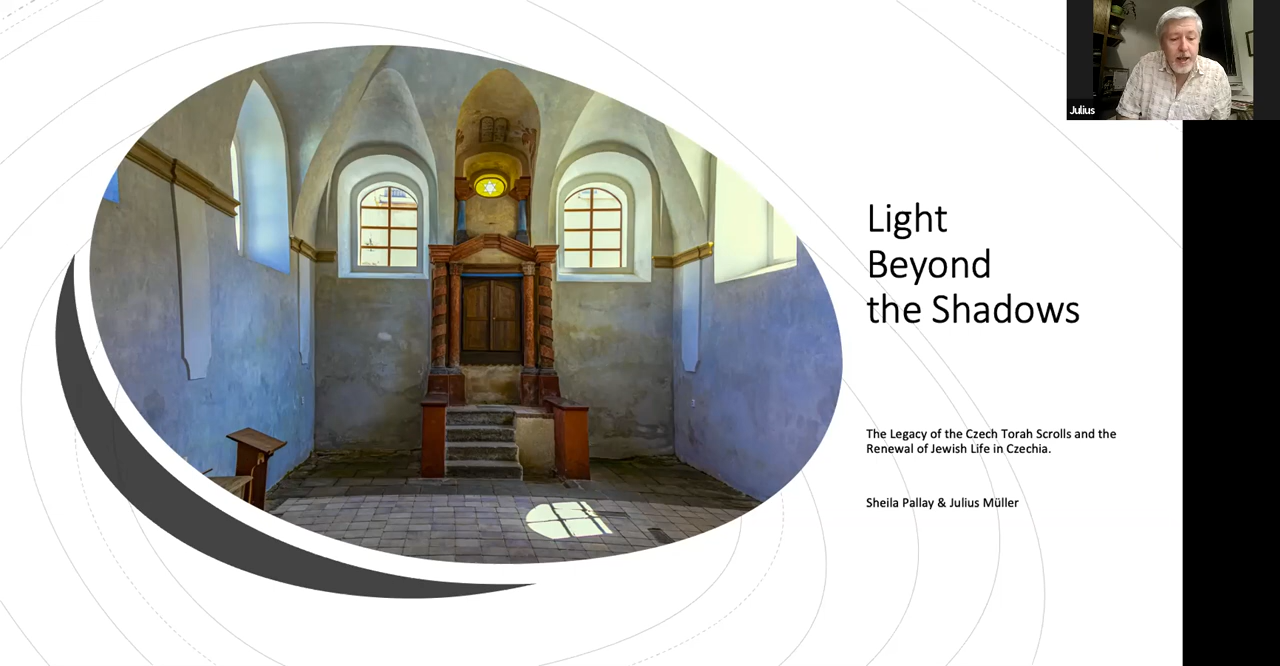 Julius
Light
Beyond
the Shadows
The Legacy of the Czech Torah Scrolls and the
Renewal of Jewish Life in Czechia.
Sheila Pallay & Julius Müller